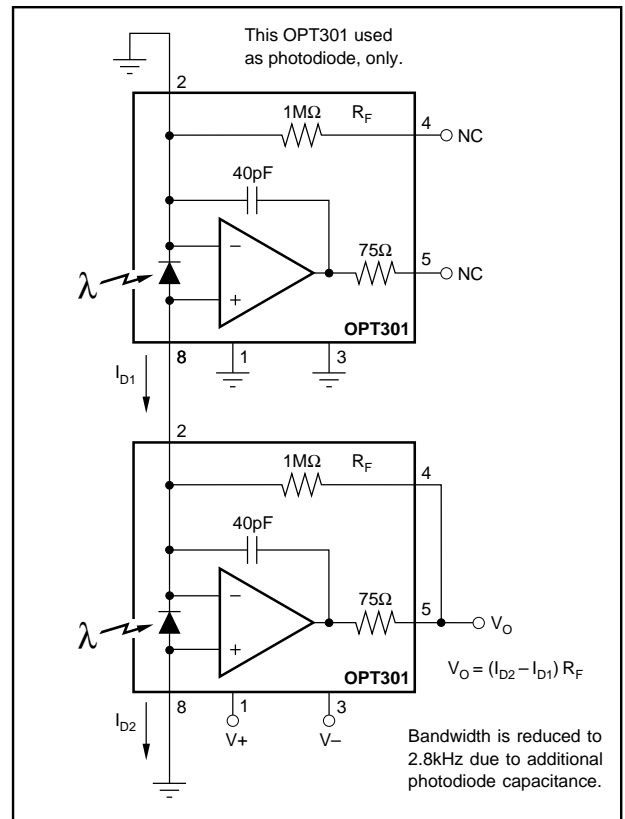 This OPT301 used
as photodiode, only.
2
1MΩ R_F
4
NC
40pF
75Ω
5
NC
λ
−
+
OPT301
8
1
3
I_D1
2
1MΩ R_F
4
40pF
75Ω
5
V_O
λ
−
+
OPT301
V_O = (I_D2 – I_D1) R_F
8
1
3
I_D2
V+
V–
Bandwidth is reduced to
2.8kHz due to additional
photodiode capacitance.